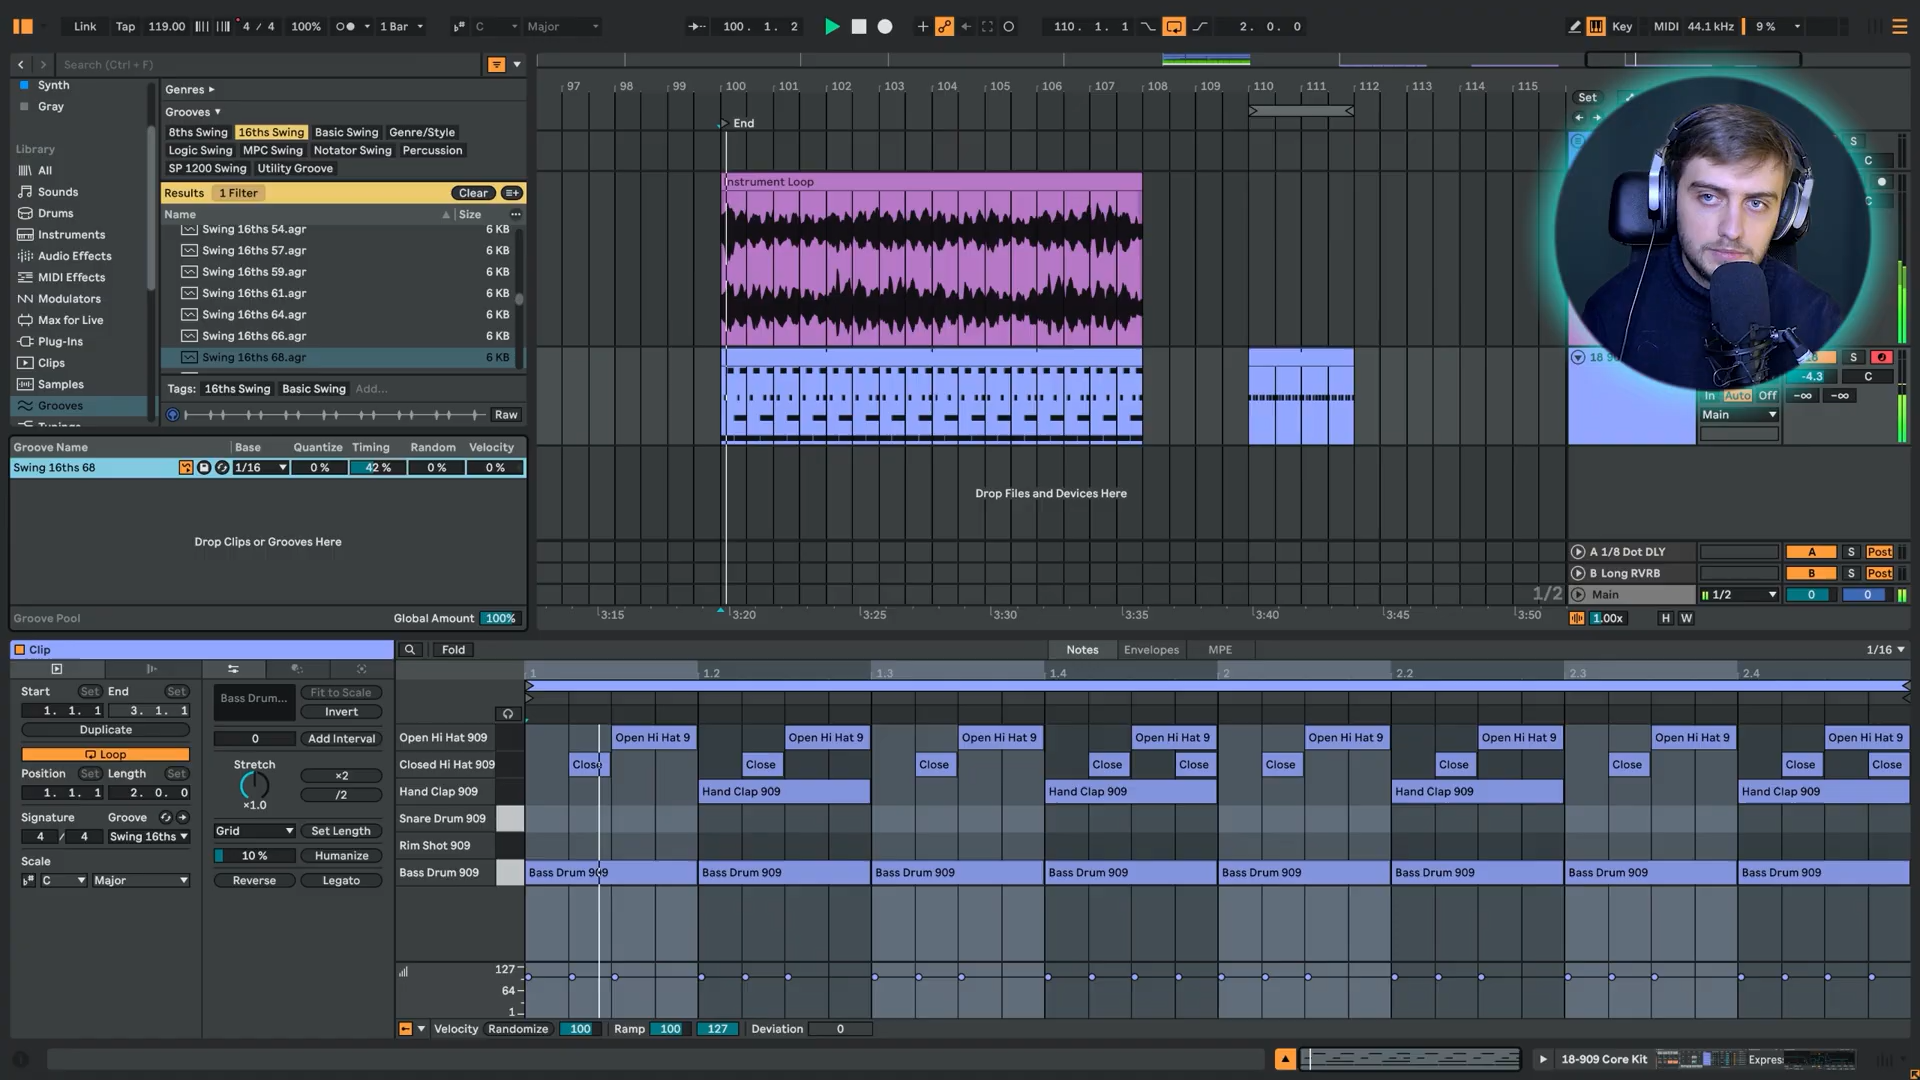 Link Tap 119.00 4 / 4 100% 1 Bar C Major 100. 1. 2 110. 1. 1 2. 0. 0 Key MIDI 44.1 kHz 9 %
Search (Ctrl + F)
Synth
Gray
Library
All
Sounds
Drums
Instruments
Audio Effects
MIDI Effects
Modulators
Max for Live
Plug-Ins
Clips
Samples
Grooves
Genres
Grooves
8ths Swing 16ths Swing Basic Swing Genre/Style
Logic Swing MPC Swing Notator Swing Percussion
SP 1200 Swing Utility Groove
Results 1 Filter Clear
Name Size
Swing 16ths 54.agr 6 KB
Swing 16ths 57.agr 6 KB
Swing 16ths 59.agr 6 KB
Swing 16ths 61.agr 6 KB
Swing 16ths 64.agr 6 KB
Swing 16ths 66.agr 6 KB
Swing 16ths 68.agr 6 KB
Tags: 16ths Swing Basic Swing Add...
Raw
Groove Name Base Quantize Timing Random Velocity
Swing 16ths 68 1/16 0 % 42 % 0 % 0 %
Drop Clips or Grooves Here
Groove Pool Global Amount 100%
97 98 99 100 101 102 103 104 105 106 107 108 109 110 111 112 113 114 115
End
nstrument Loop
Drop Files and Devices Here
1/2
3:15 3:20 3:25 3:30 3:35 3:40 3:45 3:50
Set
S
C
18 9 S
-4.3 C
In Auto Off -∞ -∞
Main
A 1/8 Dot DLY A S Post
B Long RVRB B S Post
Main 1/2 0 0
1.00x H W
Clip
Start Set End Set
1. 1. 1 3. 1. 1
Duplicate
Loop
Position Set Length Set
1. 1. 1 2. 0. 0
Signature Groove
4 / 4 Swing 16ths
Scale
C Major
Bass Drum... Fit to Scale
Invert
0 Add Interval
Stretch
×1.0
×2
/2
Grid Set Length
10 % Humanize
Reverse Legato
Fold Notes Envelopes MPE 1/16
1 1.2 1.3 1.4 2 2.2 2.3 2.4
Open Hi Hat 909 Open Hi Hat 9 Open Hi Hat 9 Open Hi Hat 9 Open Hi Hat 9 Open Hi Hat 9 Open Hi Hat 9 Open Hi Hat 9 Open Hi Hat 9
Closed Hi Hat 909 Close Close Close Close Close Close Close Close Close Close
Hand Clap 909 Hand Clap 909 Hand Clap 909 Hand Clap 909 Hand Clap 909
Snare Drum 909
Rim Shot 909
Bass Drum 909 Bass Drum 909 Bass Drum 909 Bass Drum 909 Bass Drum 909 Bass Drum 909 Bass Drum 909 Bass Drum 909 Bass Drum 909
127
64
1
Velocity Randomize 100 Ramp 100 127 Deviation 0
18-909 Core Kit Expres